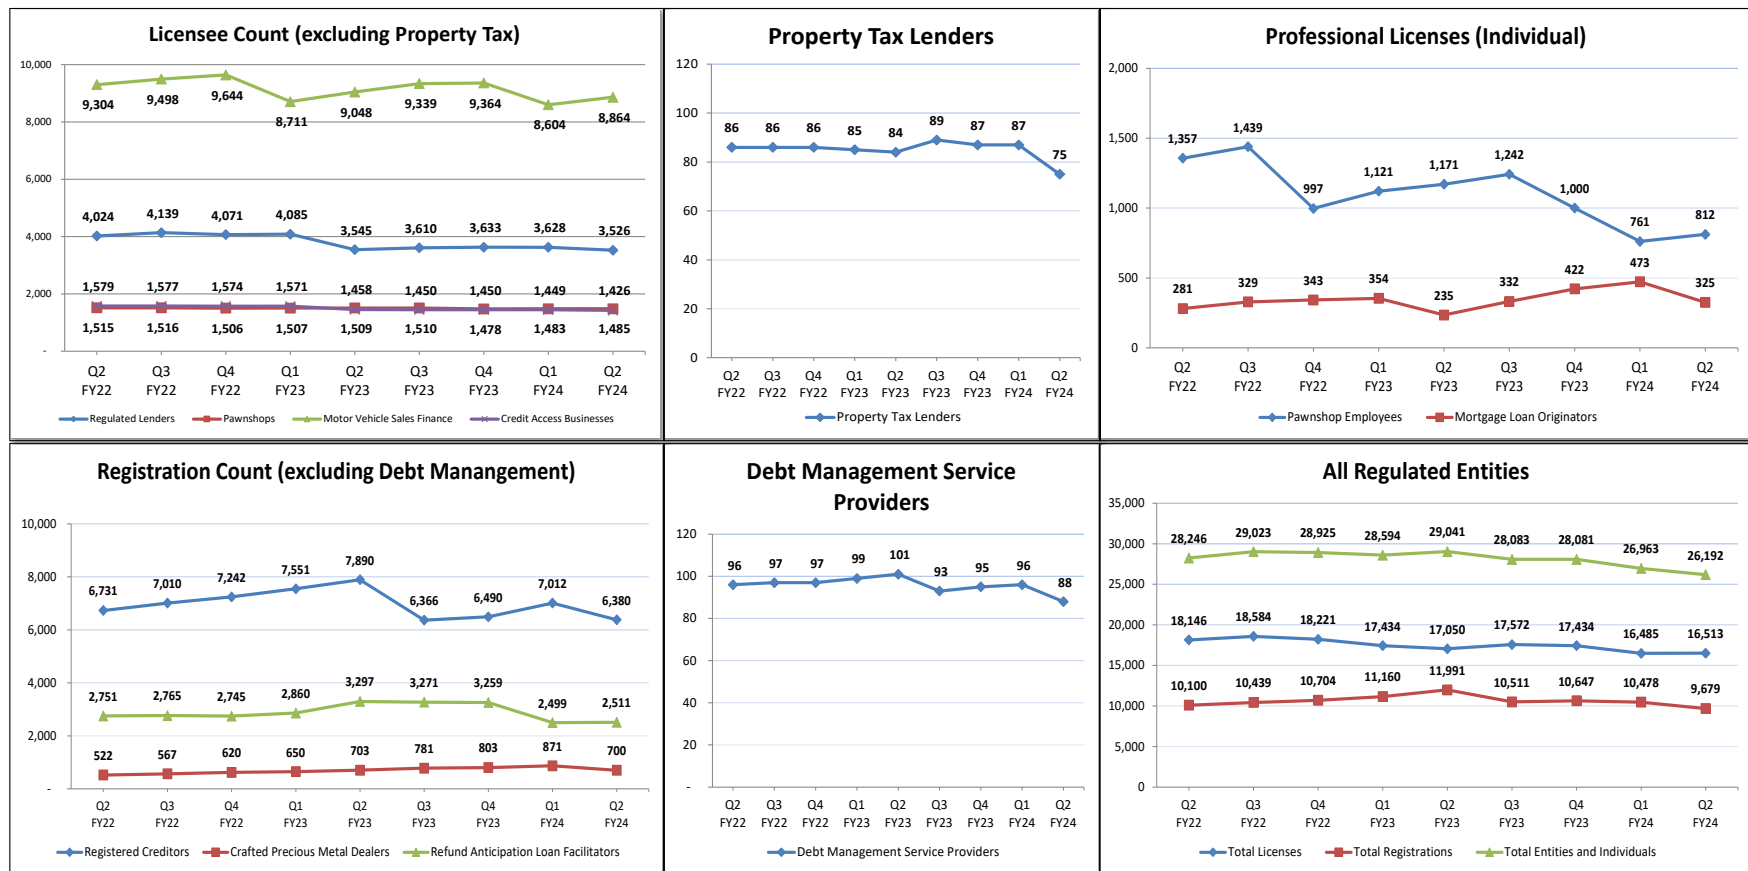 Licensee Count (excluding Property Tax)
10,000
8,000
6,000
4,000
2,000
-
9,304 9,498 9,644 8,711 9,048 9,339 9,364 8,604 8,864
4,024 4,139 4,071 4,085 3,545 3,610 3,633 3,628 3,526
1,579 1,577 1,574 1,571 1,458 1,450 1,450 1,449 1,426
1,515 1,516 1,506 1,507 1,509 1,510 1,478 1,483 1,485
Q2 Q3 Q4 Q1 Q2 Q3 Q4 Q1 Q2
FY22 FY22 FY22 FY23 FY23 FY23 FY23 FY24 FY24
Regulated Lenders Pawnshops Motor Vehicle Sales Finance Credit Access Businesses
Property Tax Lenders
120
100
80
60
40
20
0
86 86 86 85 84 89 87 87 75
Q2 Q3 Q4 Q1 Q2 Q3 Q4 Q1 Q2
FY22 FY22 FY22 FY23 FY23 FY23 FY23 FY24 FY24
Property Tax Lenders
Professional Licenses (Individual)
2,000
1,500
1,000
500
0
1,357 1,439 997 1,121 1,171 1,242 1,000 761 812
281 329 343 354 235 332 422 473 325
Q2 Q3 Q4 Q1 Q2 Q3 Q4 Q1 Q2
FY22 FY22 FY22 FY23 FY23 FY23 FY23 FY24 FY24
Pawnshop Employees Mortgage Loan Originators
Registration Count (excluding Debt Manangement)
10,000
8,000
6,000
4,000
2,000
-
6,731 7,010 7,242 7,551 7,890 6,366 6,490 7,012 6,380
2,751 2,765 2,745 2,860 3,297 3,271 3,259 2,499 2,511
522 567 620 650 703 781 803 871 700
Q2 Q3 Q4 Q1 Q2 Q3 Q4 Q1 Q2
FY22 FY22 FY22 FY23 FY23 FY23 FY23 FY24 FY24
Registered Creditors Crafted Precious Metal Dealers Refund Anticipation Loan Facilitators
Debt Management Service
Providers
120
100
80
60
40
20
-
96 97 97 99 101 93 95 96 88
Q2 Q3 Q4 Q1 Q2 Q3 Q4 Q1 Q2
FY22 FY22 FY22 FY23 FY23 FY23 FY23 FY24 FY24
Debt Management Service Providers
All Regulated Entities
35,000
30,000
25,000
20,000
15,000
10,000
5,000
0
28,246 29,023 28,925 28,594 29,041 28,083 28,081 26,963 26,192
18,146 18,584 18,221 17,434 17,050 17,572 17,434 16,485 16,513
10,100 10,439 10,704 11,160 11,991 10,511 10,647 10,478 9,679
Q2 Q3 Q4 Q1 Q2 Q3 Q4 Q1 Q2
FY22 FY22 FY22 FY23 FY23 FY23 FY23 FY24 FY24
Total Licenses Total Registrations Total Entities and Individuals